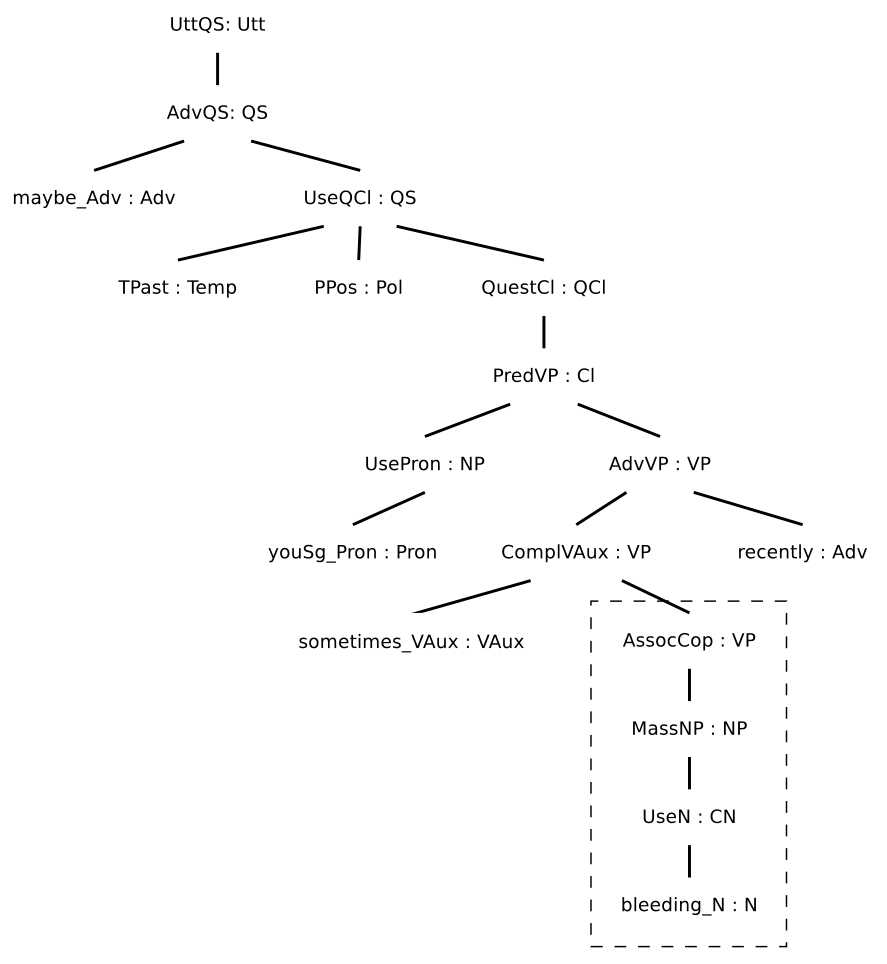 UttQS: Utt
AdvQS: QS
maybe_Adv : Adv
UseQCl : QS
TPast : Temp
PPos : Pol
QuestCl : QCl
PredVP : Cl
UsePron : NP
AdvVP : VP
youSg_Pron : Pron
ComplVAux : VP
recently : Adv
sometimes_VAux : VAux
AssocCop : VP
MassNP : NP
UseN : CN
bleeding_N : N